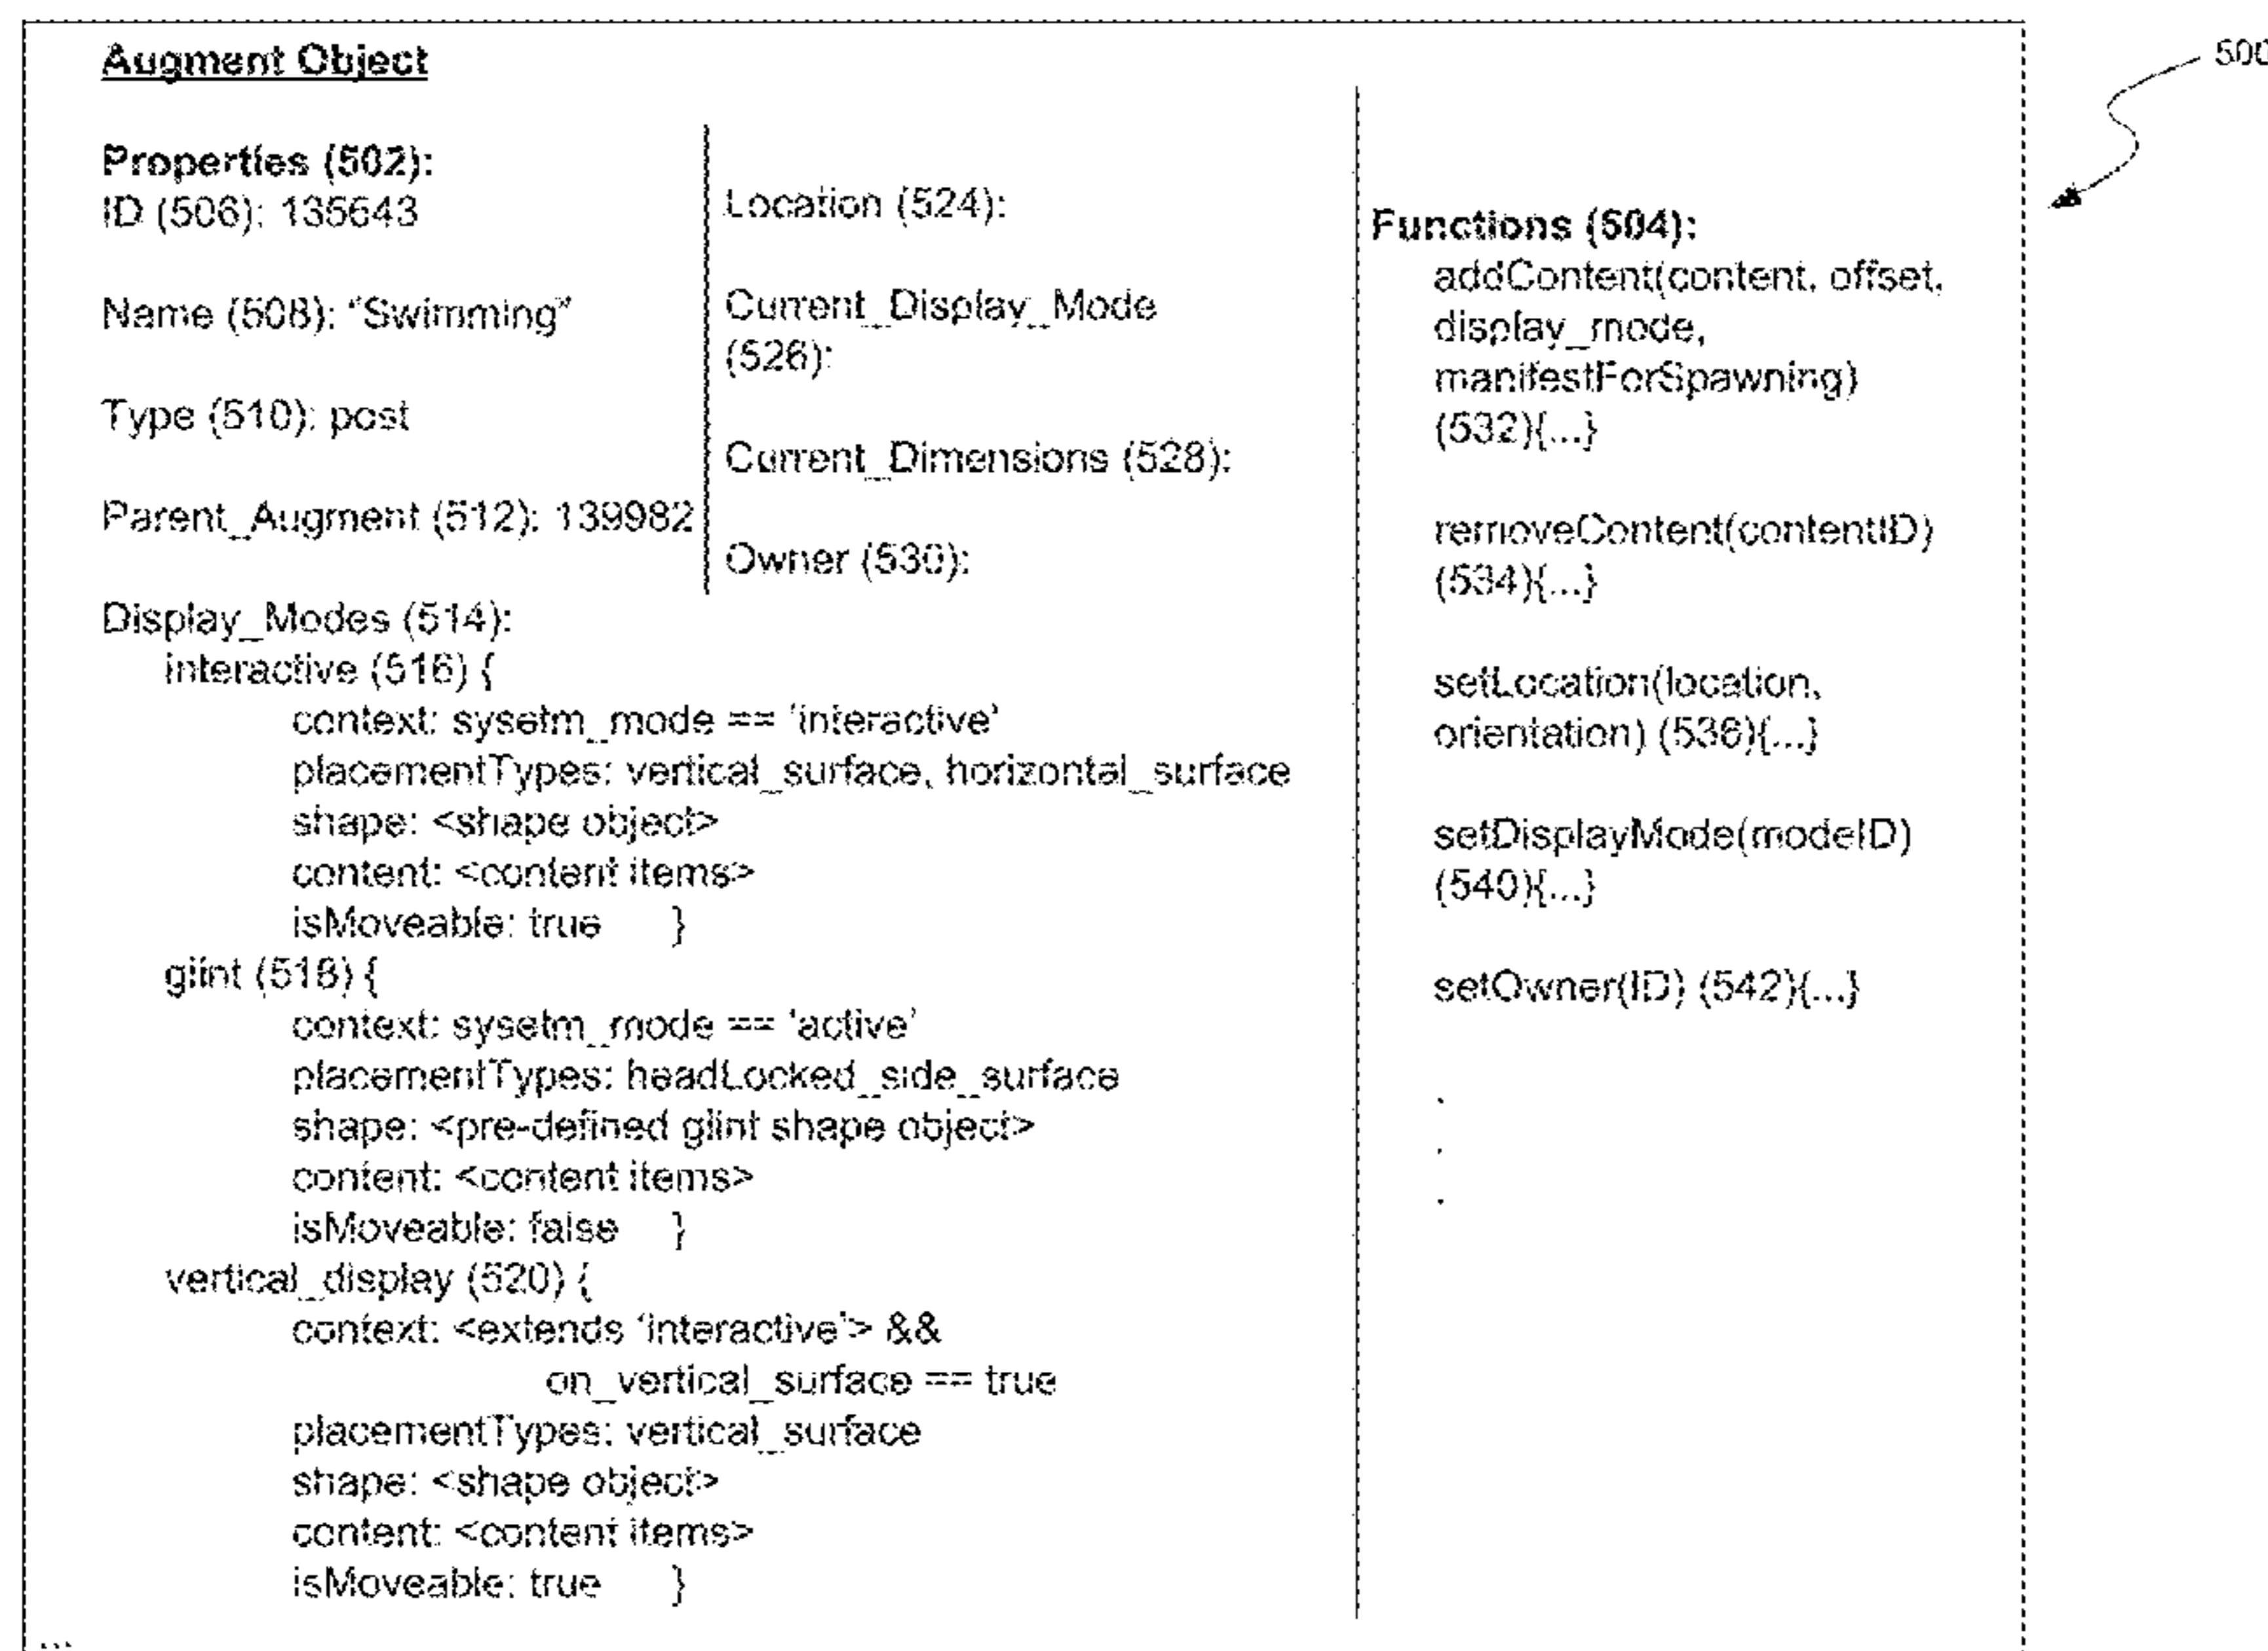 Augment Object
500
Properties (502):
ID (506): 135643
Name (508): “Swimming”
Type (510): post
Parent_Augment (512): 139982
Location (524):
Current_Display_Mode
(526):
Current_Dimensions (528):
Owner (530):
Display_Modes (514):
interactive (516) {
context: sysetm_mode == ‘interactive’
placementTypes: vertical_surface, horizontal_surface
shape: <shape object>
content: <content items>
isMoveable: true }
glint (518) {
context: sysetm_mode == ‘active’
placementTypes: headLocked_side_surface
shape: <pre-defined glint shape object>
content: <content items>
isMoveable: false }
vertical_display (520) {
context: <extends ‘interactive’> &&
on_vertical_surface == true
placementTypes: vertical_surface
shape: <shape object>
content: <content items>
isMoveable: true }
...
Functions (504):
addContent(content, offset,
display_mode,
manifestForSpawning)
(532){...}
removeContent(contentID)
(534){...}
setLocation(location,
orientation) (536){...}
setDisplayMode(modeID)
(540){...}
setOwner(ID) (542){...}
.
.
.